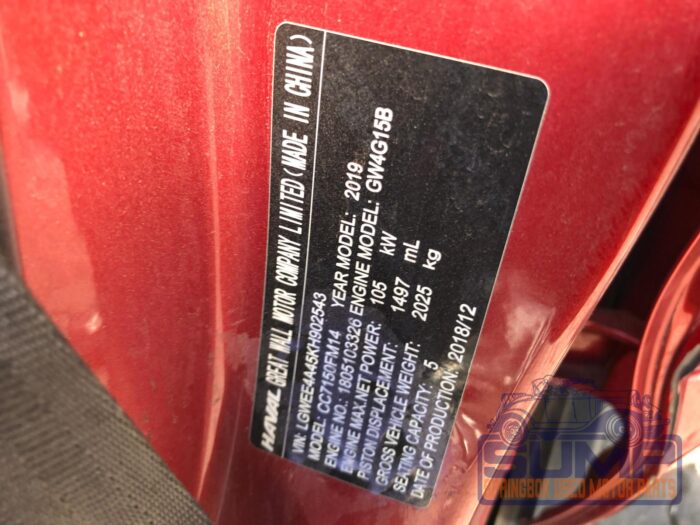 HAVAL GREAT WALL MOTOR COMPANY LIMITED (MADE IN CHINA)
VIN: LGWEE4A45KH902543
MODEL: CC7150FM14 YEAR MODEL: 2019
ENGINE NO.: 1805103326 ENGINE MODEL: GW4G15B
ENGINE MAX.NET POWER: 105 kW
PISTON DISPLACEMENT: 1497 mL
GROSS VEHICLE WEIGHT: 2025 kg
SEATING CAPACITY: 5
DATE OF PRODUCTION: 2018/12
SUMP
SPRINGBOK USED MOTOR PARTS